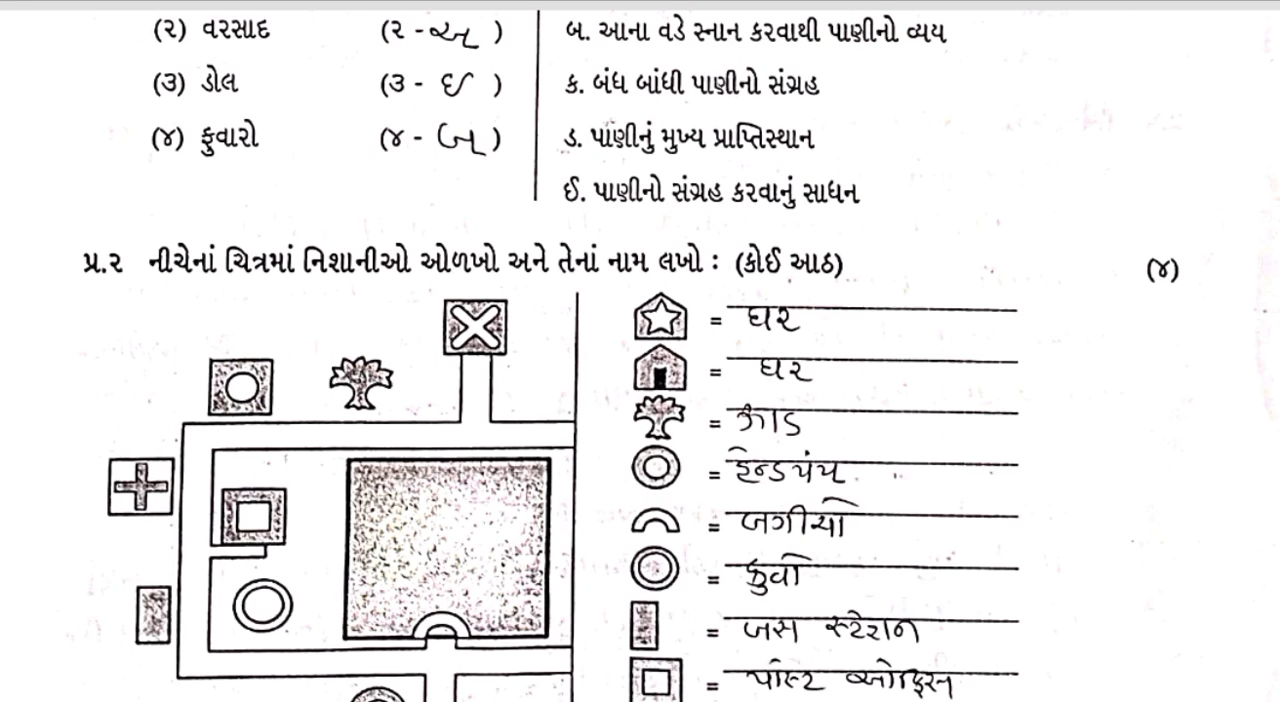 (૨) વરસાદ (૨ - અ ) બ. આના વડે સ્નાન કરવાથી પાણીનો વ્યય
(૩) ડોલ (૩ - ઈ ) ક. બંધ બાંધી પાણીનો સંગ્રહ
(૪) ફુવારો (૪ - બ ) ડ. પાણીનું મુખ્ય પ્રાપ્તિસ્થાન
ઈ. પાણીનો સંગ્રહ કરવાનું સાધન
પ્ર.૨ નીચેનાં ચિત્રમાં નિશાનીઓ ઓળખો અને તેનાં નામ લખો : (કોઈ આઠ) (૪)
= ઘર
= ઘર
= ઝાડ
= હેન્ડપંપ
= બગીચો
= કુવો
= બસ સ્ટેશન
= પોસ્ટ ઓફિસ